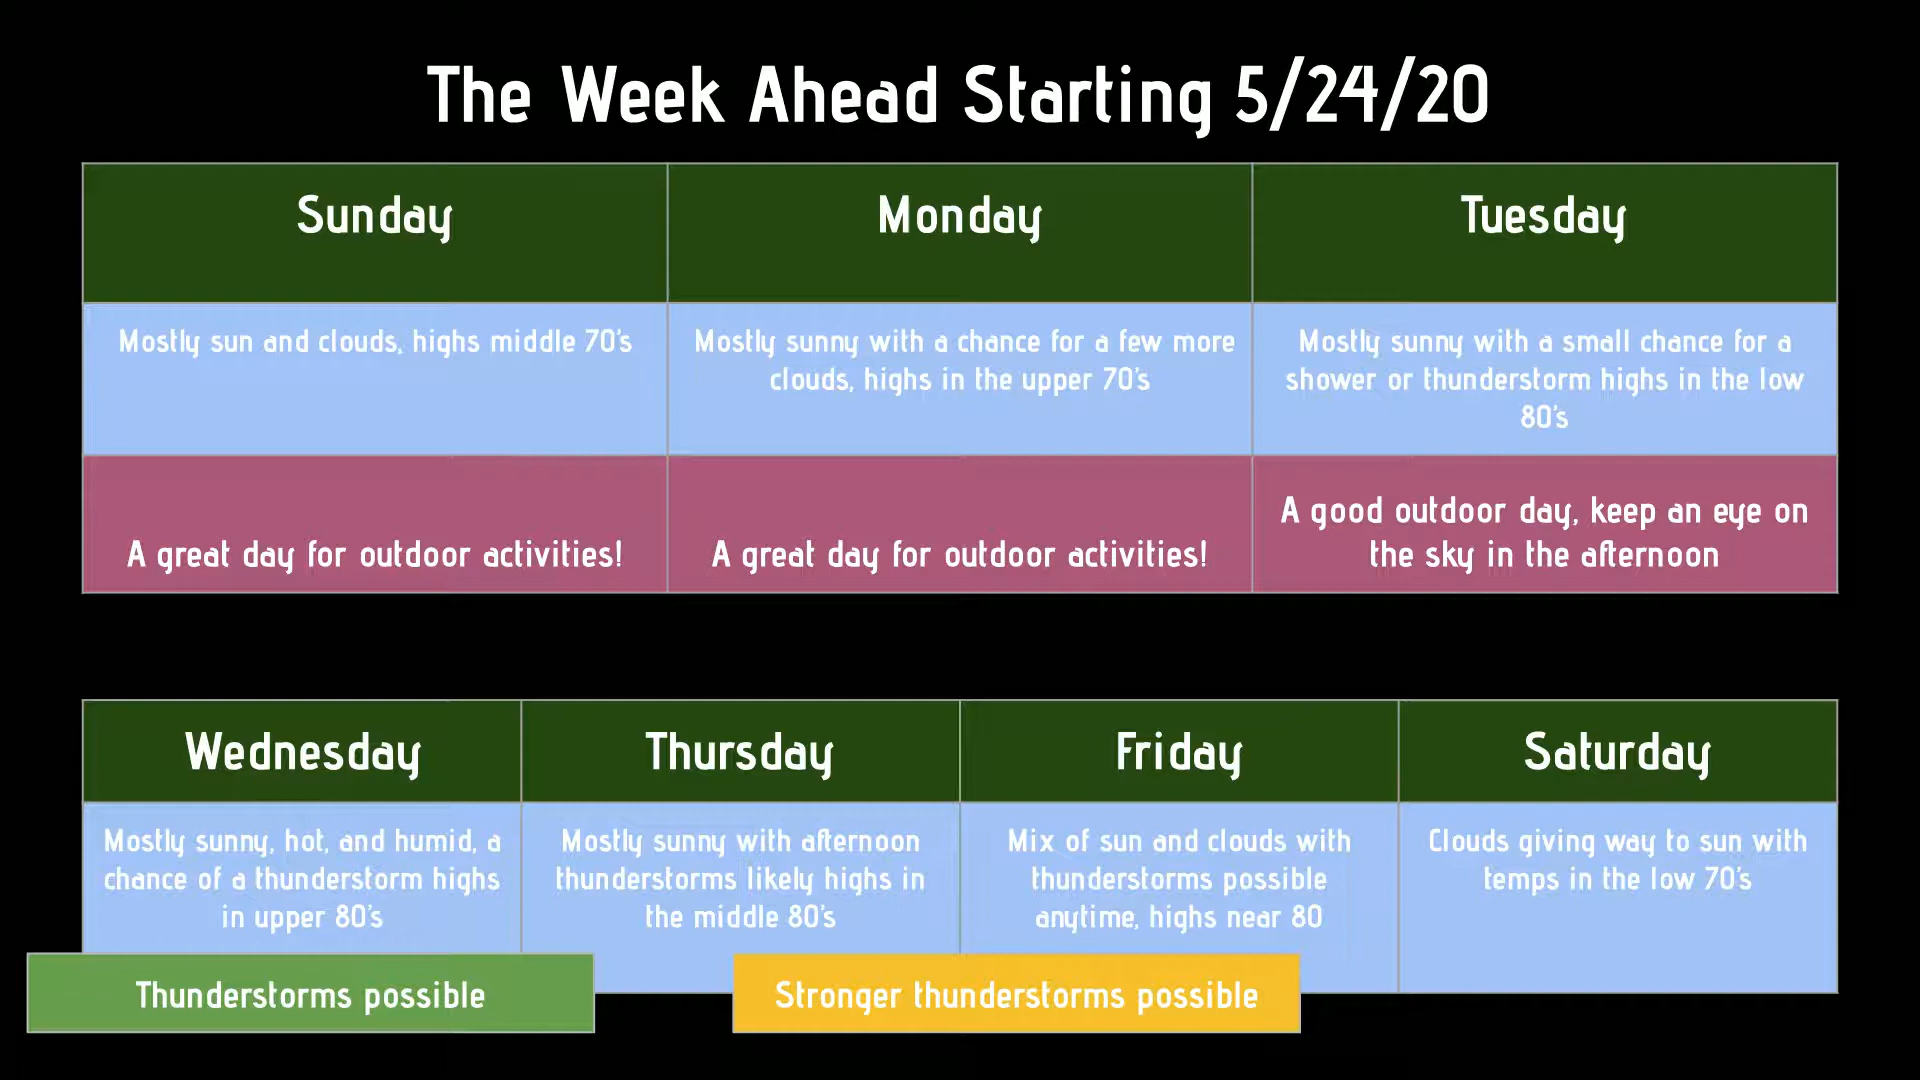 The Week Ahead Starting 5/24/20
Sunday
Monday
Tuesday
Mostly sun and clouds, highs middle 70's
Mostly sunny with a chance for a few more
clouds, highs in the upper 70's
Mostly sunny with a small chance for a
shower or thunderstorm highs in the low
80's
A great day for outdoor activities!
A great day for outdoor activities!
A good outdoor day, keep an eye on
the sky in the afternoon
Wednesday
Thursday
Friday
Saturday
Mostly sunny, hot, and humid, a
chance of a thunderstorm highs
in upper 80's
Mostly sunny with afternoon
thunderstorms likely highs in
the middle 80's
Mix of sun and clouds with
thunderstorms possible
anytime, highs near 80
Clouds giving way to sun with
temps in the low 70's
Thunderstorms possible
Stronger thunderstorms possible